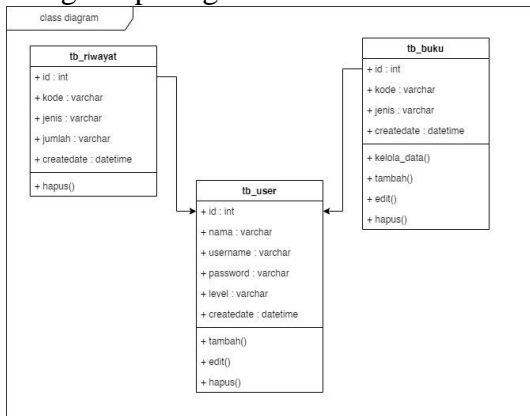 class diagram
tb_riwayat
+ id : int
+ kode : varchar
+ jenis : varchar
+ jumlah : varchar
+ createdate : datetime
+ hapus()
tb_buku
+ id : int
+ kode : varchar
+ jenis : varchar
+ createdate : datetime
+ kelola_data()
+ tambah()
+ edit()
+ hapus()
tb_user
+ id : int
+ nama : varchar
+ username : varchar
+ password : varchar
+ level : varchar
+ createdate : datetime
+ tambah()
+ edit()
+ hapus()